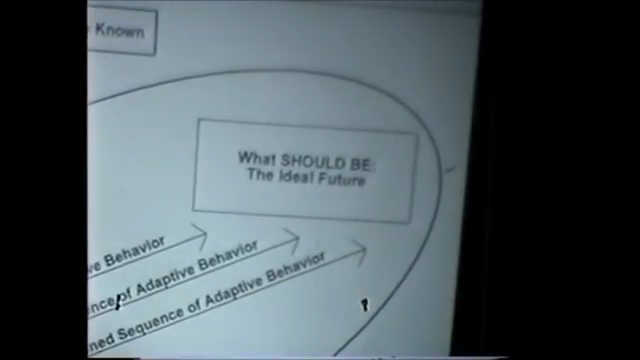 Known
What SHOULD BE:
The Ideal Future
ve Behavior
nce of Adaptive Behavior
ned Sequence of Adaptive Behavior